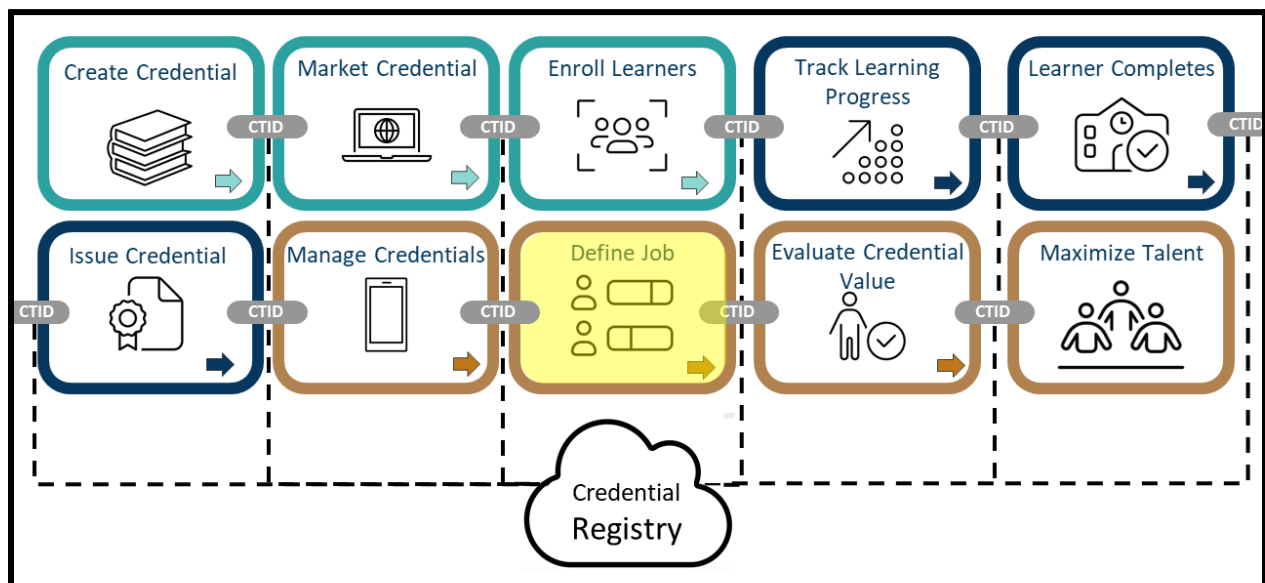 Create Credential
Market Credential
Enroll Learners
Track Learning
Progress
Learner Completes
CTID
CTID
CTID
CTID
CTID
Issue Credential
Manage Credentials
Define Job
Evaluate Credential
Value
Maximize Talent
CTID
CTID
CTID
CTID
CTID
Credential
Registry